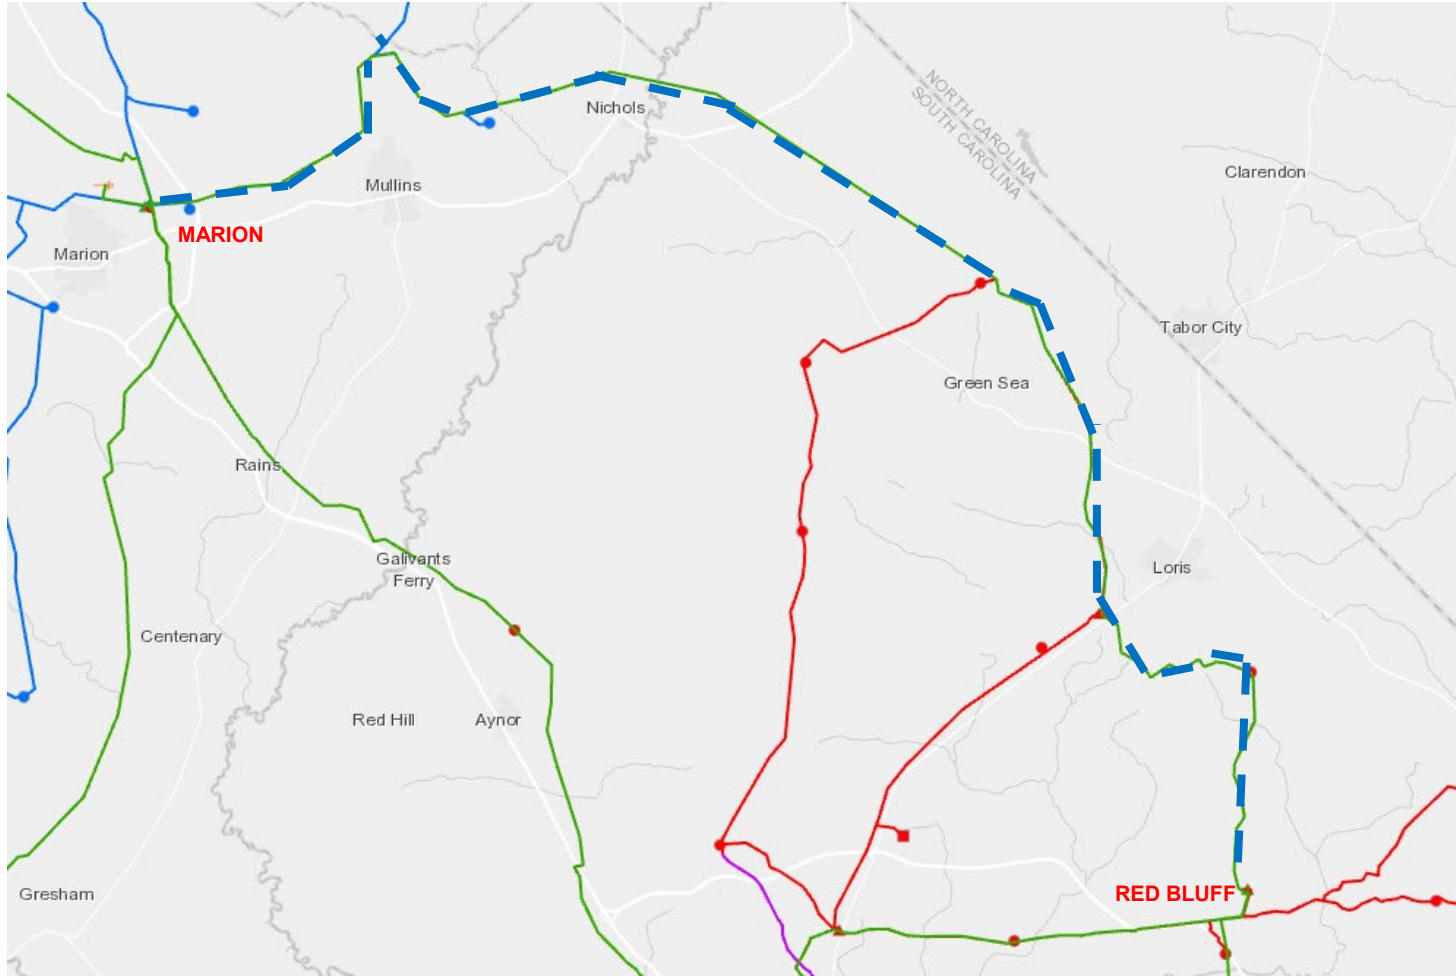 NORTH CAROLINA
SOUTH CAROLINA
Nichols
Clarendon
Mullins
MARION
Marion
Tabor City
Green Sea
Rains
Galivants
Ferry
Loris
Centenary
Red Hill
Aynor
Gresham
RED BLUFF